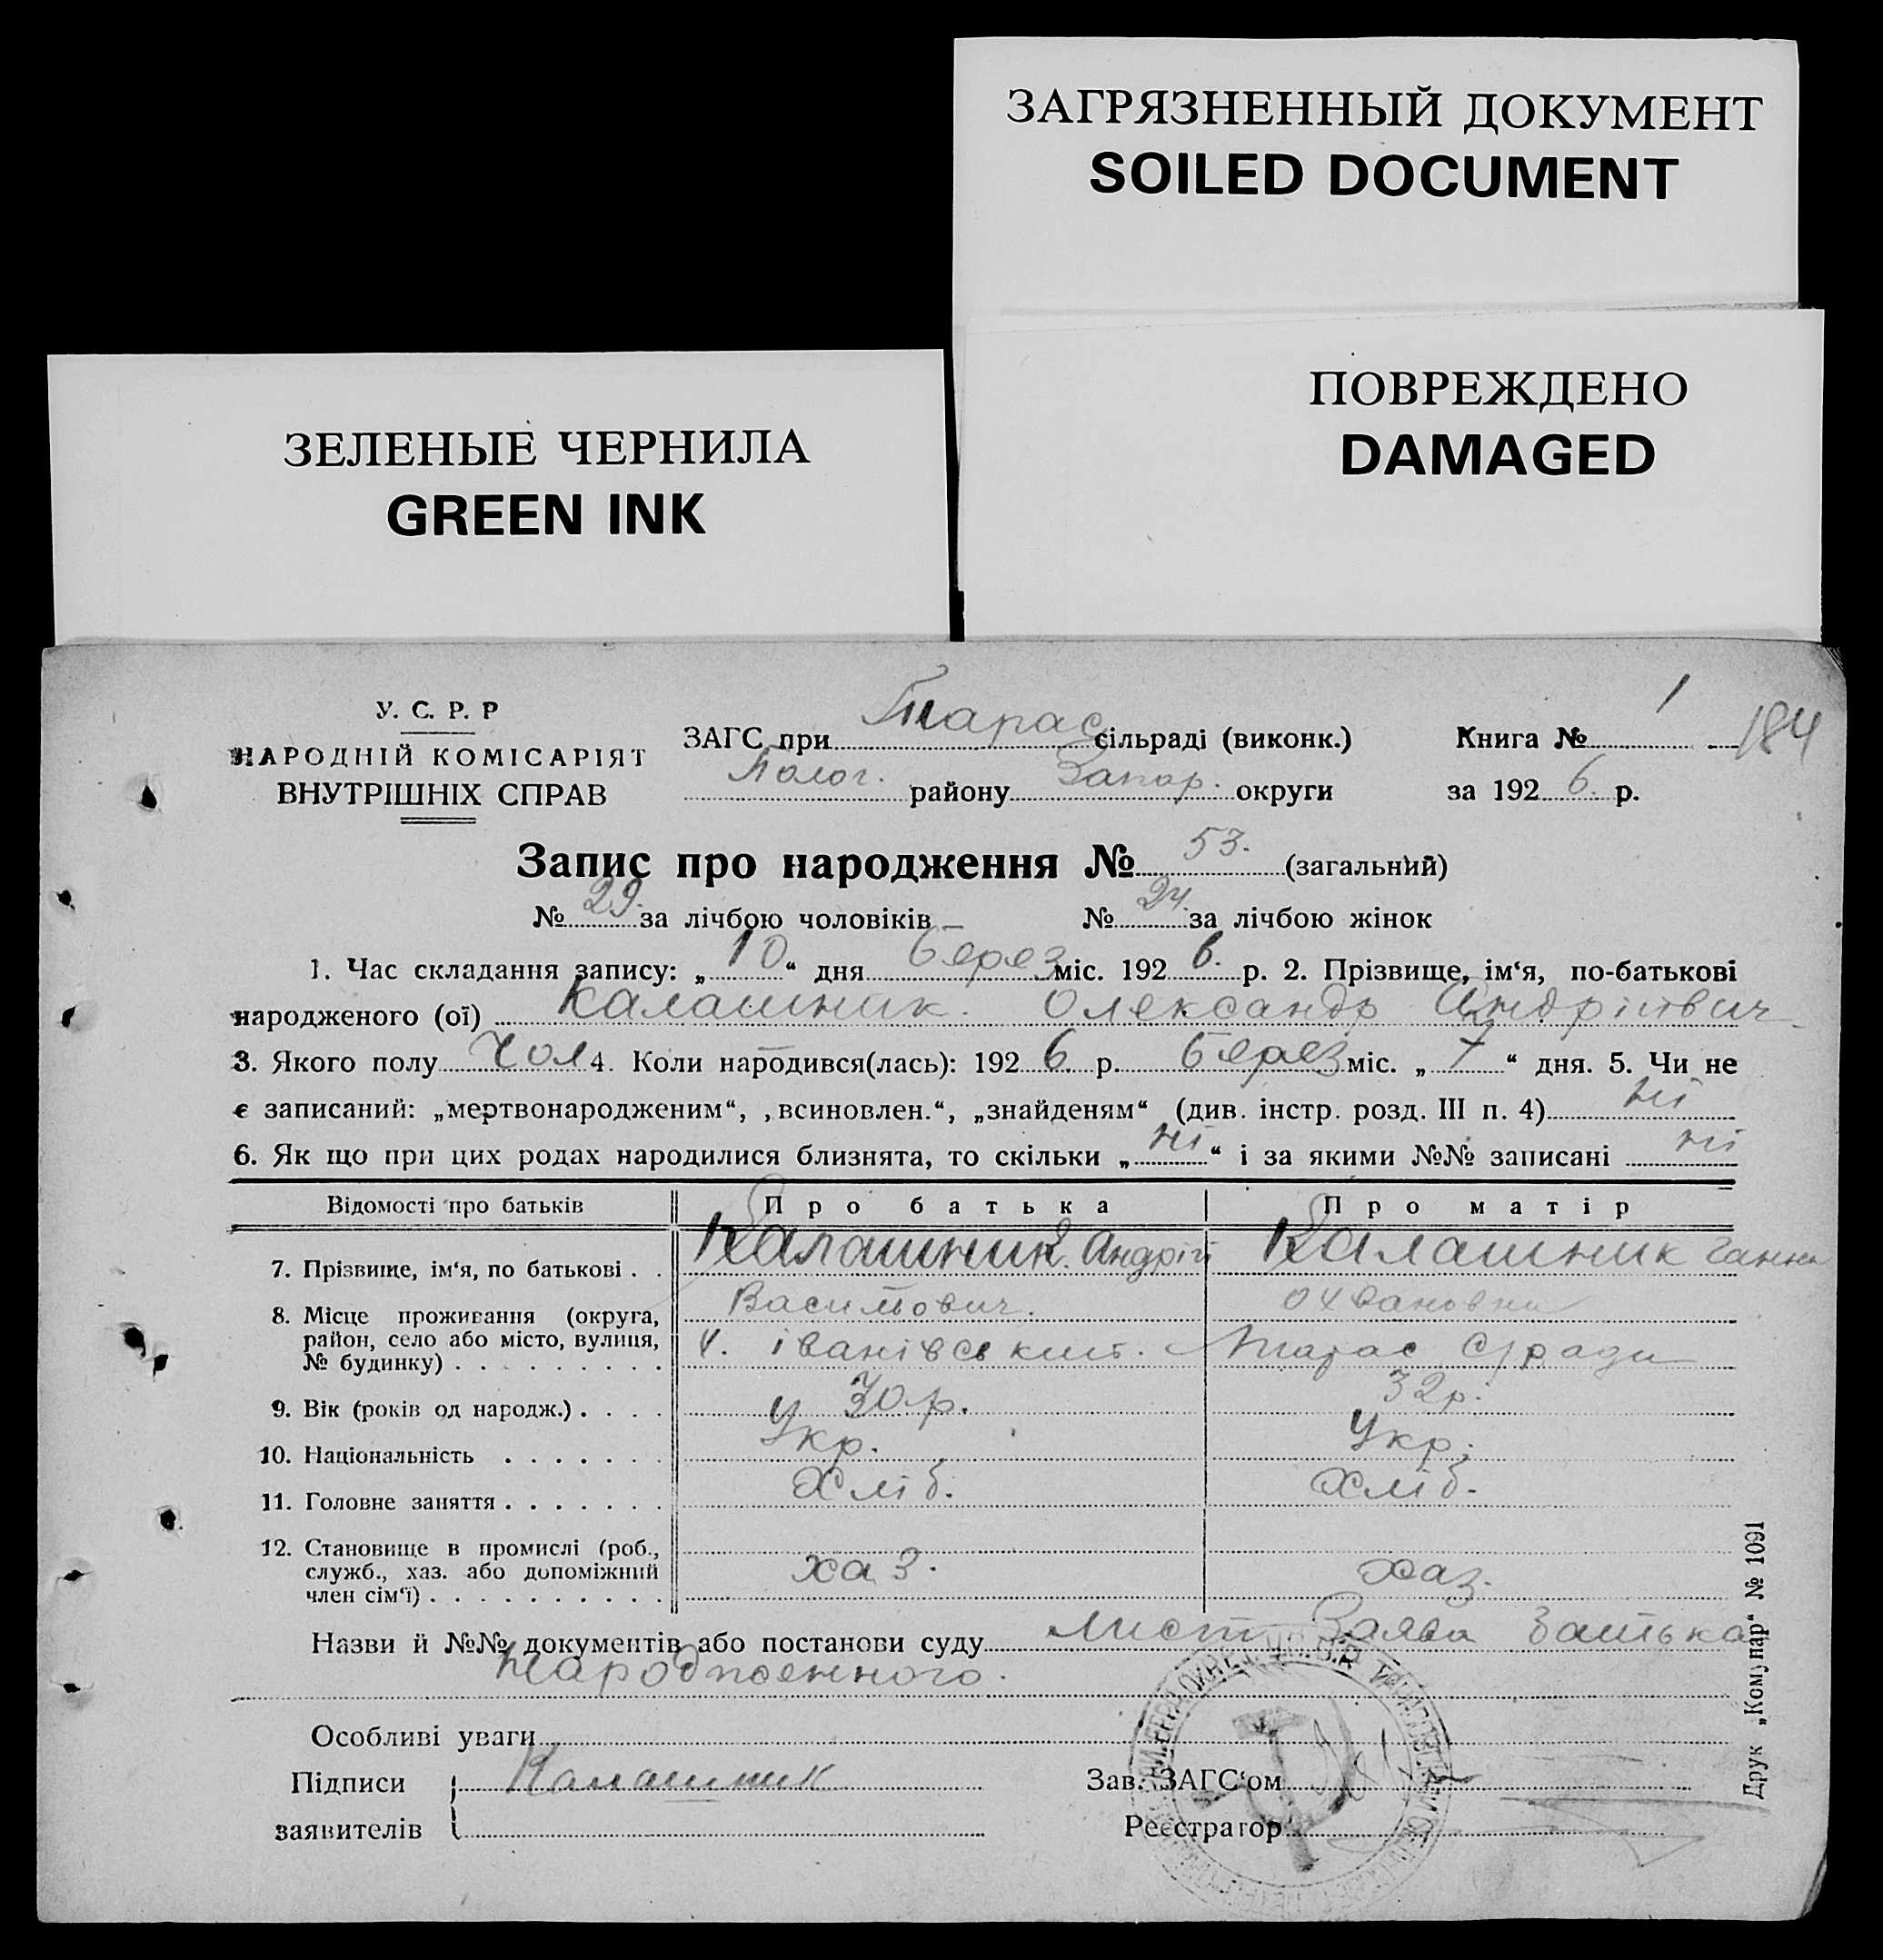 ЗАГРЯЗНЕННЫЙ ДОКУМЕНТ
SOILED DOCUMENT
ПОВРЕЖДЕНО
DAMAGED
ЗЕЛЕНЫЕ ЧЕРНИЛА
GREEN INK
У. С. Р. Р
НАРОДНІЙ КОМІСАРІЯТ
ВНУТРІШНІХ СПРАВ
ЗАГС при Тарас сільраді (виконк.) Книга № 1 184
Полог. району Запор. округи за 1926. р.
Запис про народження № 53. (загальний)
№ 29. за лічбою чоловіків № 24. за лічбою жінок
1. Час складання запису: „10“ дня берез міс. 1926. р. 2. Прізвище, ім‘я, по-батькові
народженого (ої) Калашник. Олександр Андрійвич
3. Якого полу Чол 4. Коли народився(лась): 1926. р. берез міс. „7“ дня. 5. Чи не
є записаний: „мертвонародженим“, „всиновлен.“, „знайденям“ (див. інстр. розд. III п. 4) ні
6. Як що при цих родах народилися близнята, то скільки „ні“ і за якими №№ записані ні
Відомості про батьків Про батька Про матір
7. Прізвище, ім‘я, по батькові . . Калашник. Андрій Калашник Ганна
8. Місце проживання (округа, район, село або місто, вулиця, № будинку) . . . . . . . . . Тарас с/ради
9. Вік (років од народж.) . . . . 30 р. 32 р.
10. Національність . . . . . . . Укр. Укр.
11. Головне заняття . . . . . . . Хліб. Хліб.
12. Становище в промислі (роб., служб., хаз. або допоміжний член сім‘ї) . . . . . . . . . . хаз. хаз.
Назви й №№ документів або постанови суду Заява батька
Народженного.
Особливі уваги
Підписи Калашник Зав. ЗАГС‘ом
заявителів Реєстратор
Друк „Комунар“ № 1091